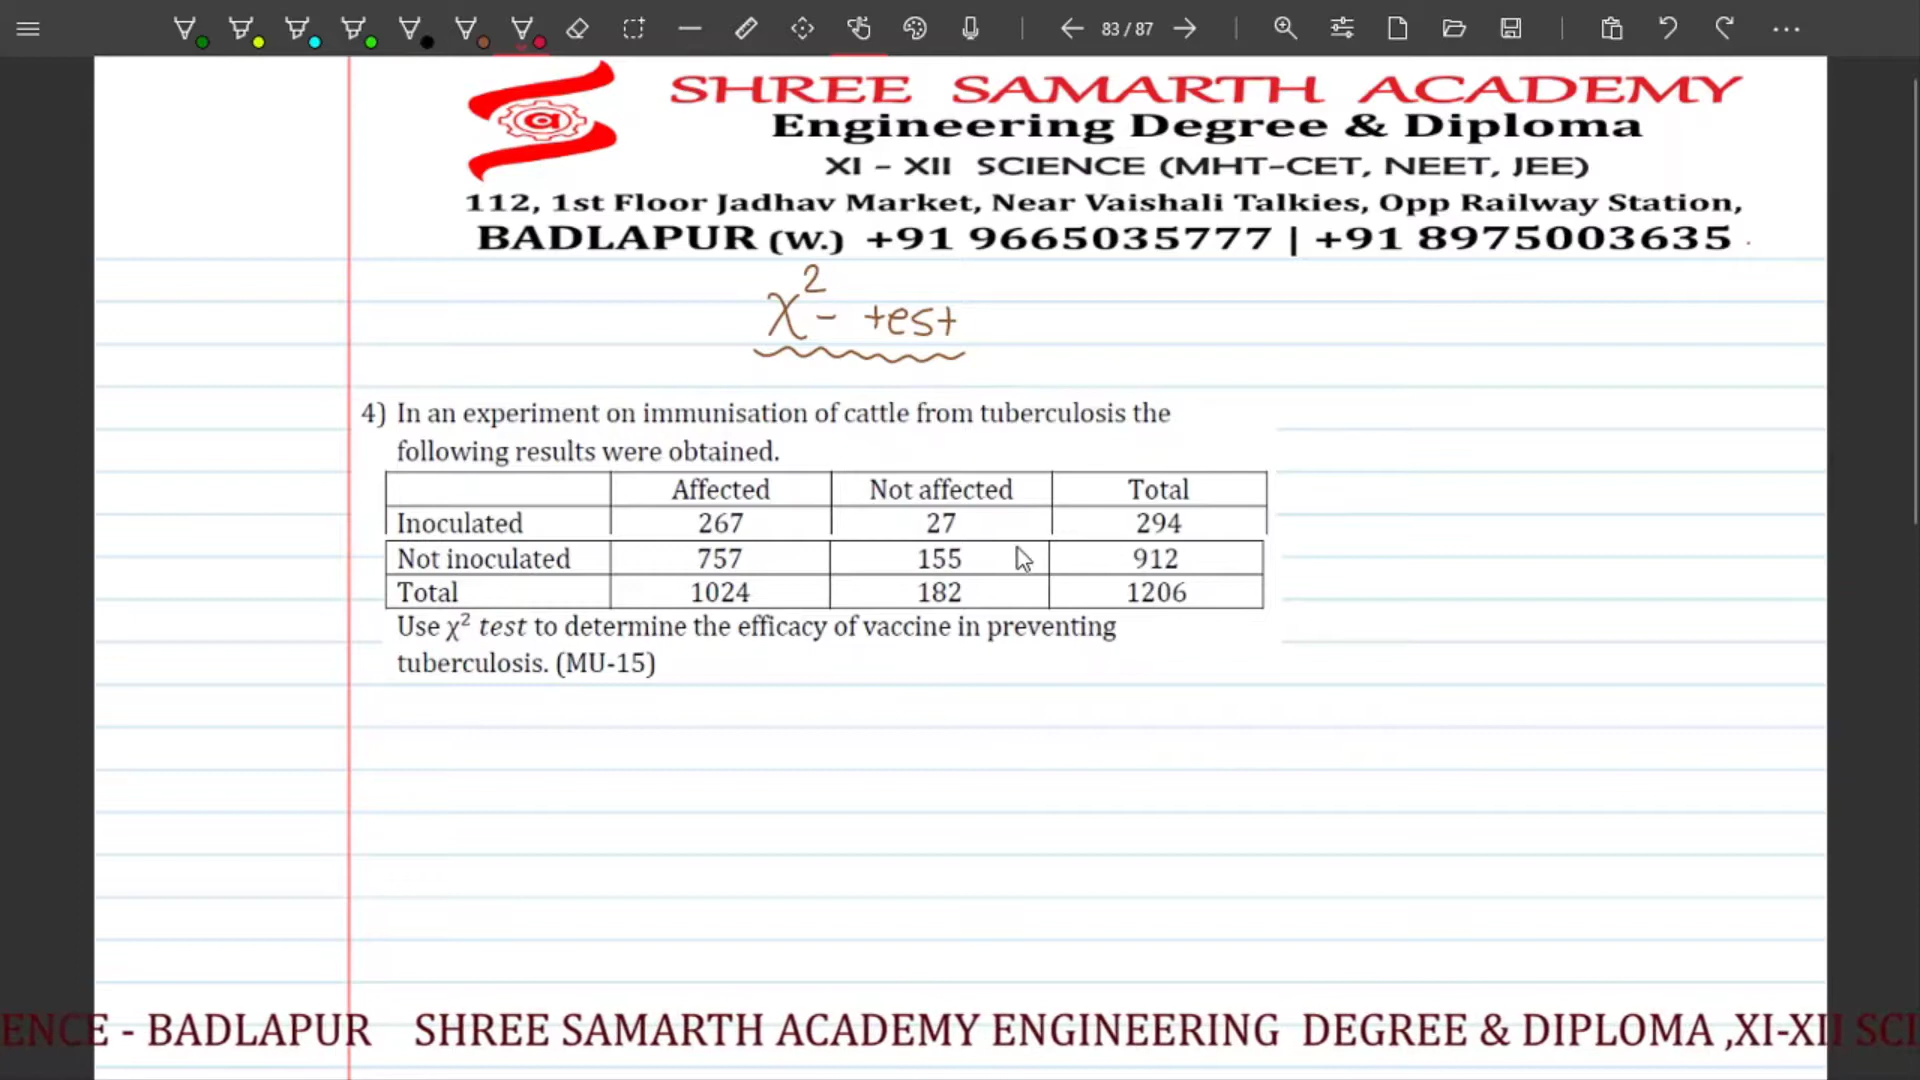 83 / 87
SHREE SAMARTH ACADEMY
Engineering Degree & Diploma
XI - XII SCIENCE (MHT-CET, NEET, JEE)
112, 1st Floor Jadhav Market, Near Vaishali Talkies, Opp Railway Station,
BADLAPUR (W.) +91 9665035777 | +91 8975003635
χ² - test
4) In an experiment on immunisation of cattle from tuberculosis the
following results were obtained.
Affected Not affected Total
Inoculated 267 27 294
Not inoculated 757 155 912
Total 1024 182 1206
Use χ² test to determine the efficacy of vaccine in preventing
tuberculosis. (MU-15)
ENCE - BADLAPUR SHREE SAMARTH ACADEMY ENGINEERING DEGREE & DIPLOMA ,XI-XII SCI